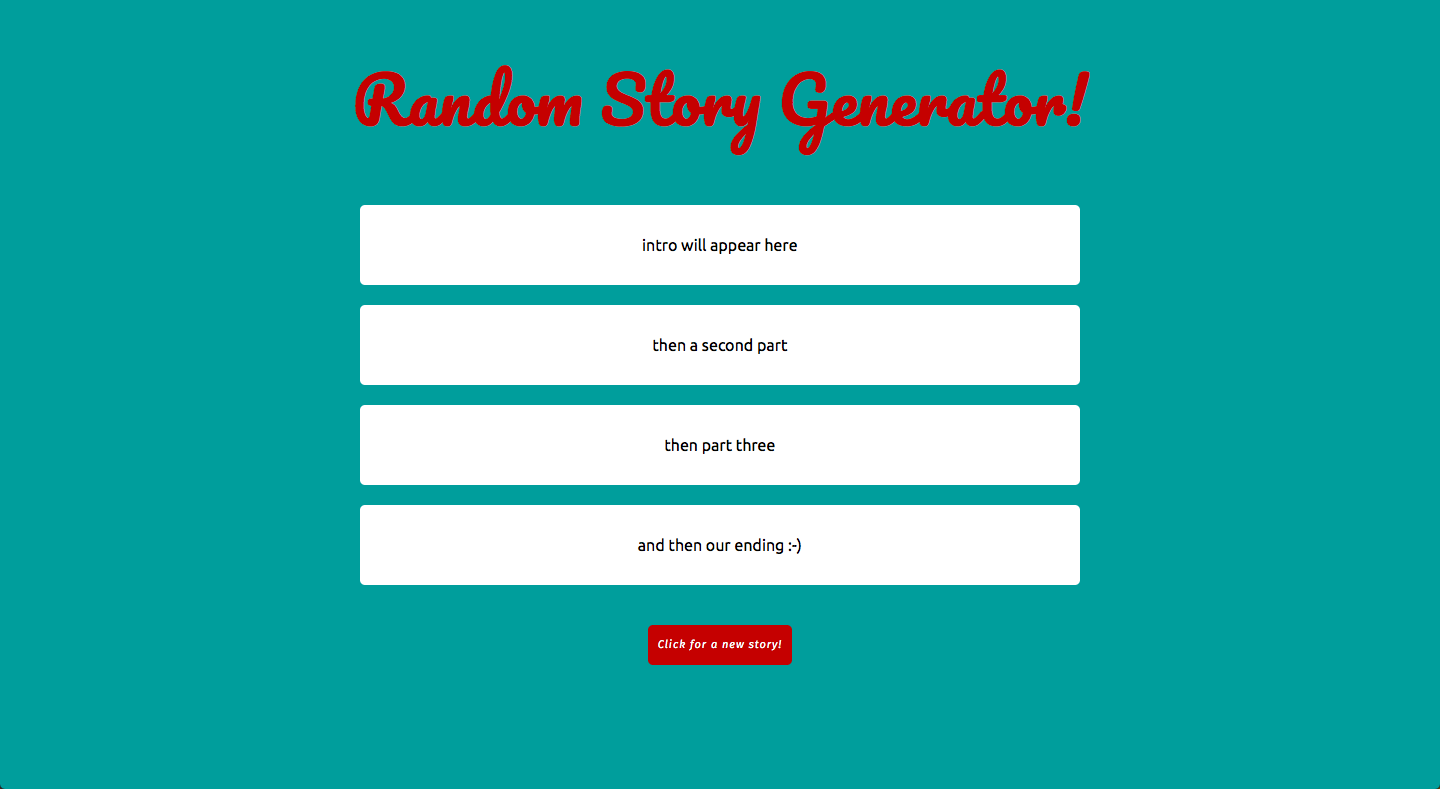 Random Story Generator!
intro will appear here
then a second part
then part three
and then our ending :-)
Click for a new story!